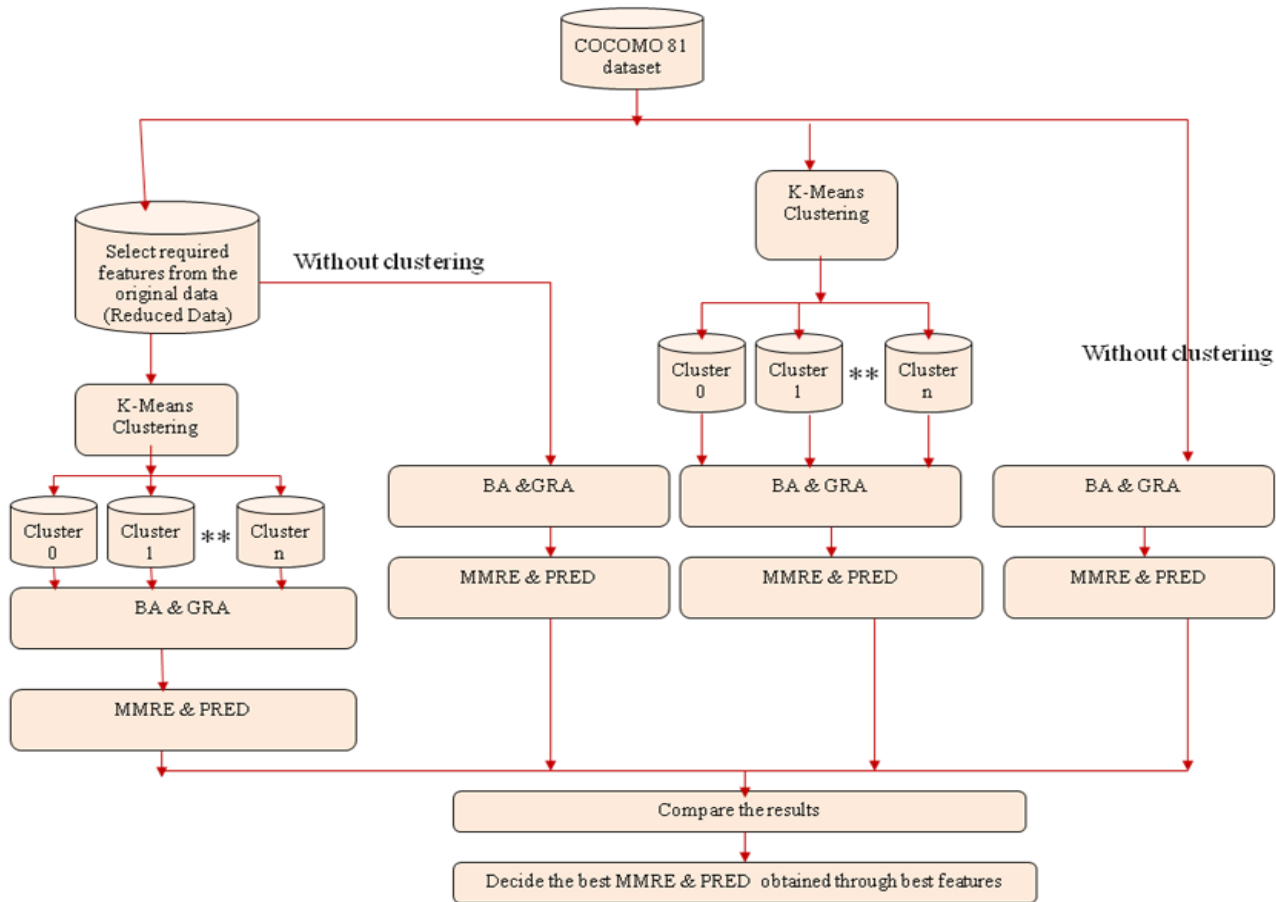 COCOMO 81
dataset
K-Means
Clustering
Select required
features from the
original data
(Reduced Data)
Without clustering
Without clustering
Cluster
0
Cluster
1
**
Cluster
n
K-Means
Clustering
BA &GRA
BA & GRA
BA & GRA
Cluster
0
Cluster
1
**
Cluster
n
MMRE & PRED
MMRE & PRED
MMRE & PRED
BA & GRA
MMRE & PRED
Compare the results
Decide the best MMRE & PRED obtained through best features